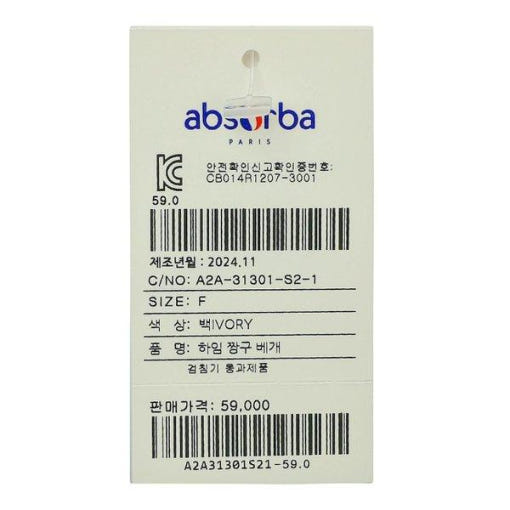 absorba
PARIS
안전확인신고확인증번호:
CB014R1207-3001
59.0
제조년월 : 2024.11
C/NO: A2A-31301-S2-1
SIZE: F
색 상: 백IVORY
품 명: 하임 짱구 베개
검침기 통과제품
판매가격: 59,000
A2A31301S21-59.0